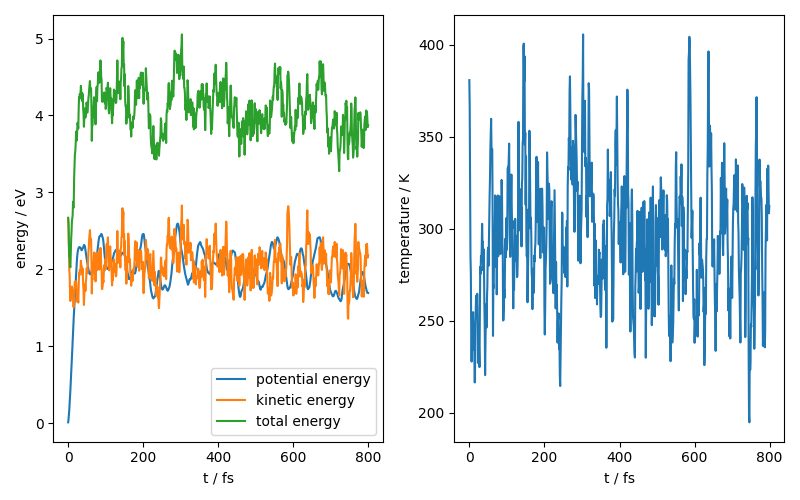 energy / eV
5
4
3
2
1
0
potential energy
kinetic energy
total energy
0 200 400 600 800
t / fs
temperature / K
400
350
300
250
200
0 200 400 600 800
t / fs